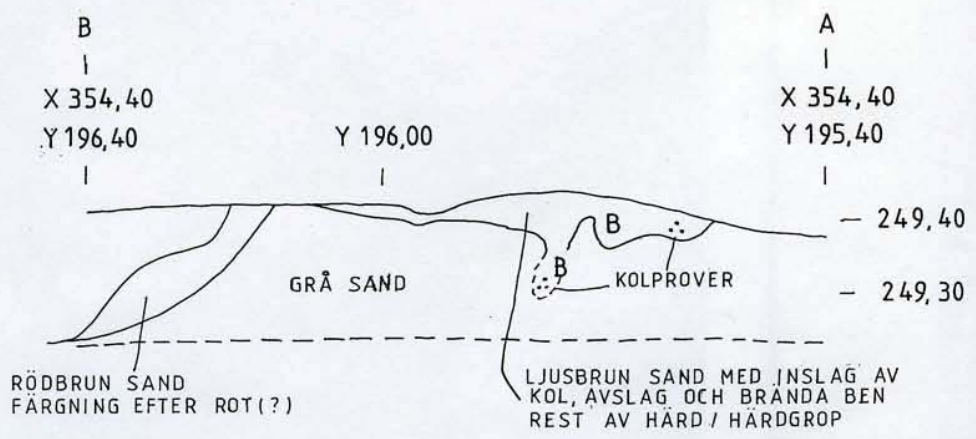 B
A
X 354,40
X 354,40
Y 196,40
Y 196,00
Y 195,40
249,40
B
B
GRÅ SAND
KOLPROVER
249,30
RÖDBRUN SAND
FÄRGNING EFTER ROT(?)
LJUSBRUN SAND MED INSLAG AV
KOL, AVSLAG OCH BRÄNDA BEN
REST AV HÄRD / HÄRDGROP